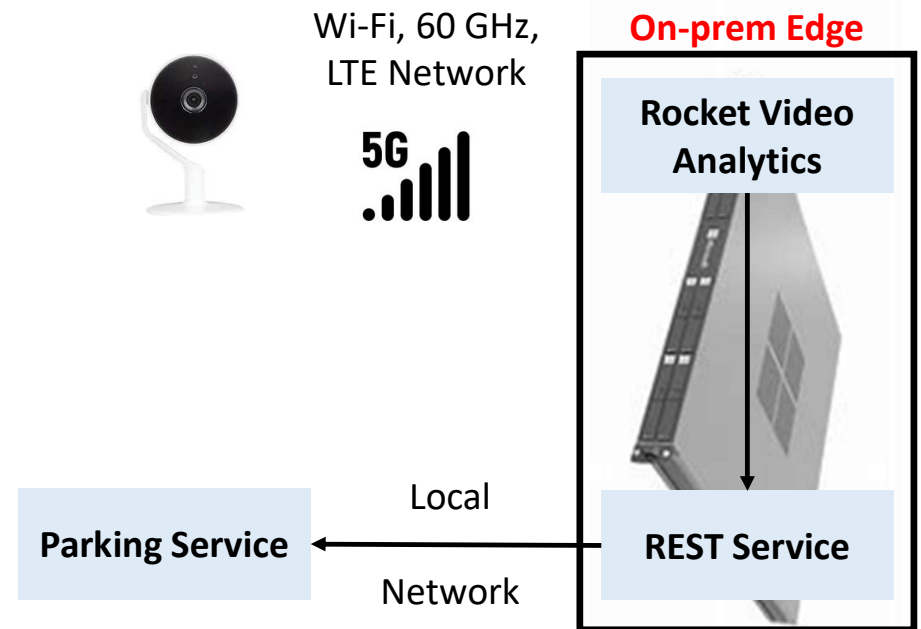 Wi-Fi, 60 GHz,
LTE Network
5G
On-prem Edge
Rocket Video
Analytics
Local
Network
Parking Service
REST Service